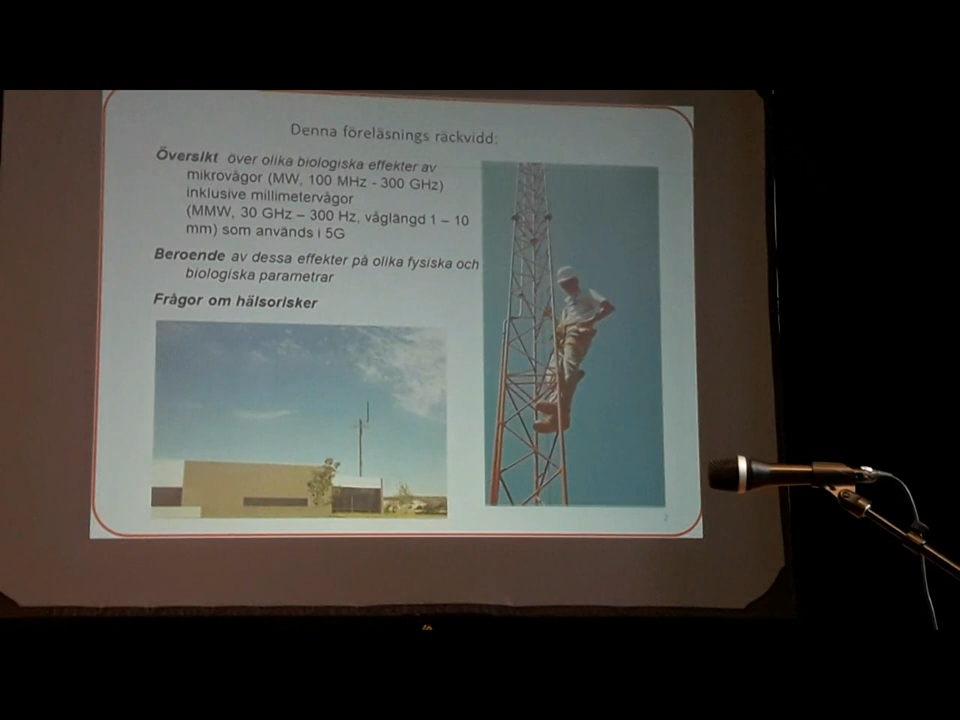 Denna föreläsnings räckvidd:
Översikt över olika biologiska effekter av
mikrovågor (MW, 100 MHz - 300 GHz)
inklusive millimetervågor
(MMW, 30 GHz – 300 Hz, våglängd 1 – 10
mm) som används i 5G
Beroende av dessa effekter på olika fysiska och
biologiska parametrar
Frågor om hälsorisker